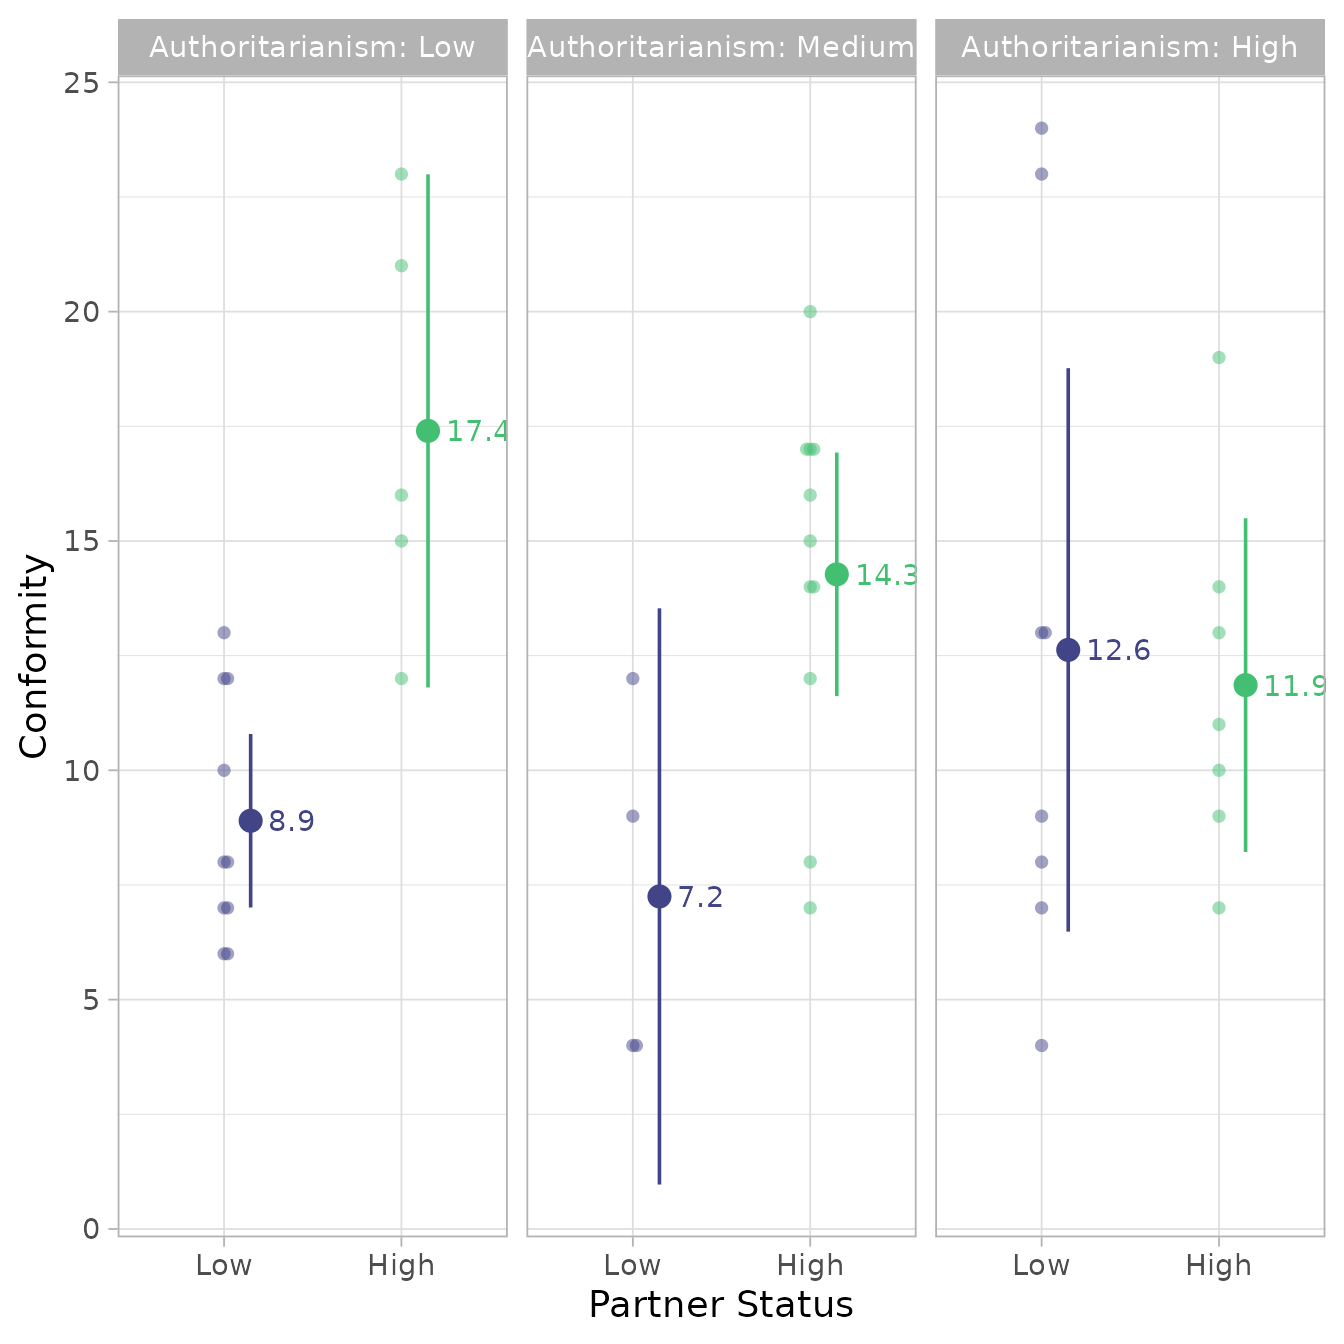 Authoritarianism: Low
Authoritarianism: Medium
Authoritarianism: High
25
20
15
10
5
0
Conformity
8.9
17.4
7.2
14.3
12.6
11.9
Low
High
Low
High
Low
High
Partner Status